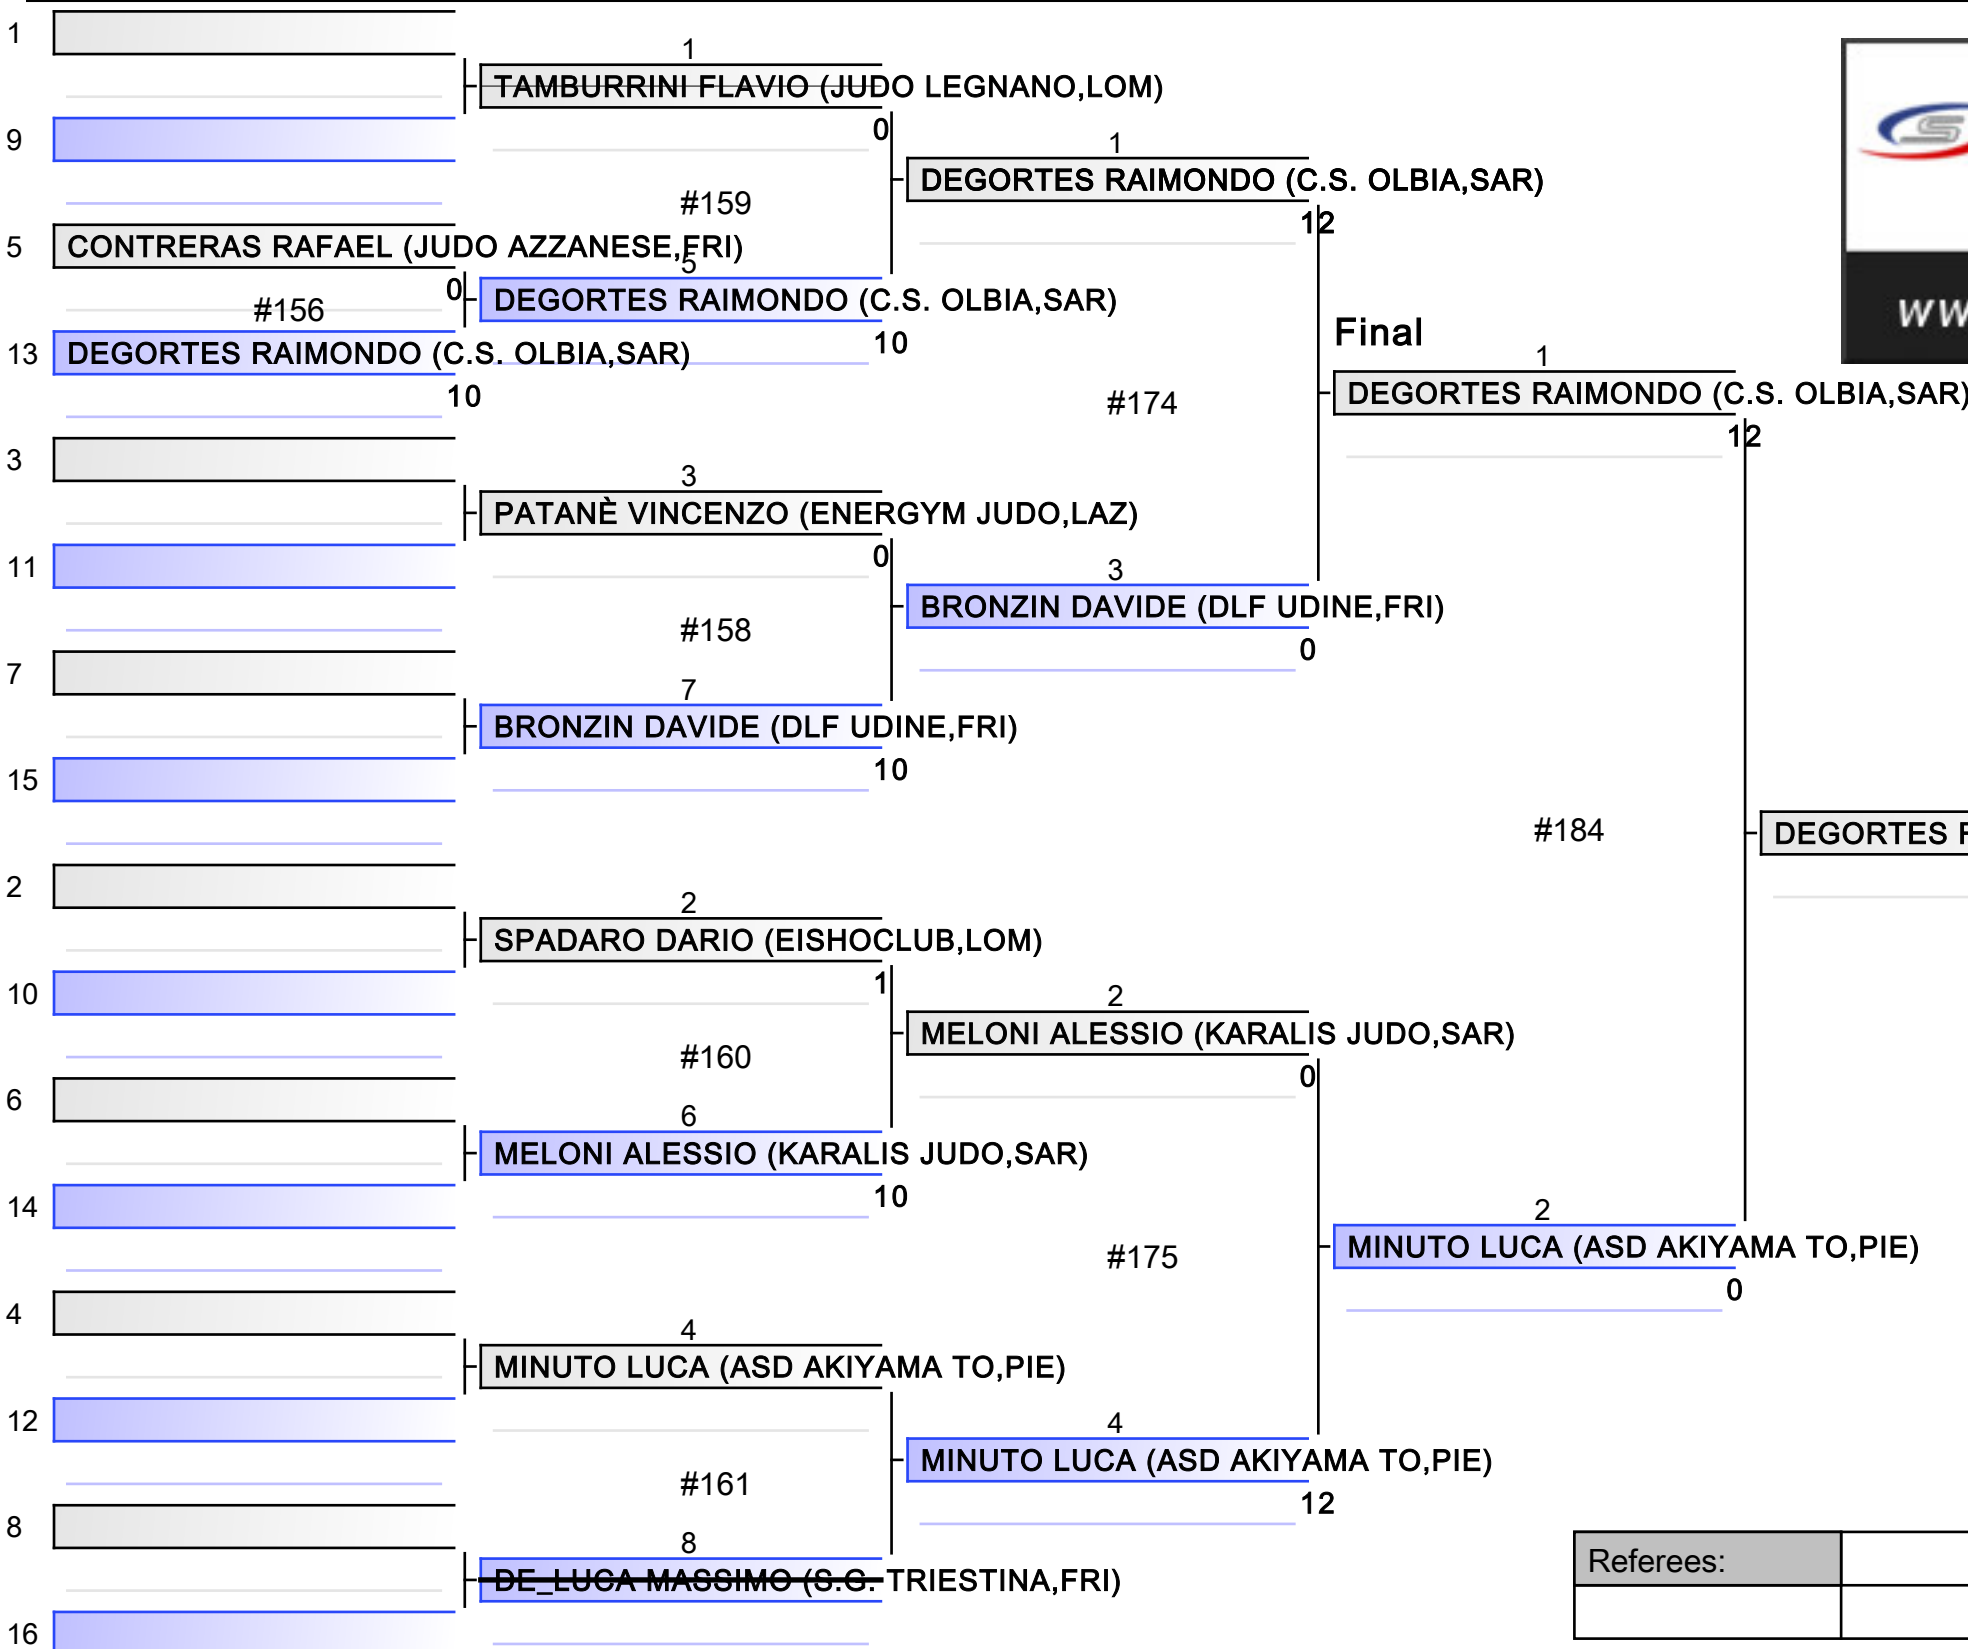 1
1
TAMBURRINI FLAVIO (JUDO LEGNANO,LOM)
0
9
1
DEGORTES RAIMONDO (C.S. OLBIA,SAR)
12
#159
5
CONTRERAS RAFAEL (JUDO AZZANESE,FRI)
0
5
DEGORTES RAIMONDO (C.S. OLBIA,SAR)
10
#156
13
DEGORTES RAIMONDO (C.S. OLBIA,SAR)
10
Final
1
DEGORTES RAIMONDO (C.S. OLBIA,SAR)
12
#174
3
3
PATANÈ VINCENZO (ENERGYM JUDO,LAZ)
0
11
3
BRONZIN DAVIDE (DLF UDINE,FRI)
0
#158
7
7
BRONZIN DAVIDE (DLF UDINE,FRI)
10
15
#184
DEGORTES
2
2
SPADARO DARIO (EISHOCLUB,LOM)
1
10
2
MELONI ALESSIO (KARALIS JUDO,SAR)
0
#160
6
6
MELONI ALESSIO (KARALIS JUDO,SAR)
10
14
#175
2
MINUTO LUCA (ASD AKIYAMA TO,PIE)
0
4
4
MINUTO LUCA (ASD AKIYAMA TO,PIE)
12
4
MINUTO LUCA (ASD AKIYAMA TO,PIE)
12
#161
8
8
DE_LUCA MASSIMO (S.G. TRIESTINA,FRI)
16
Referees: